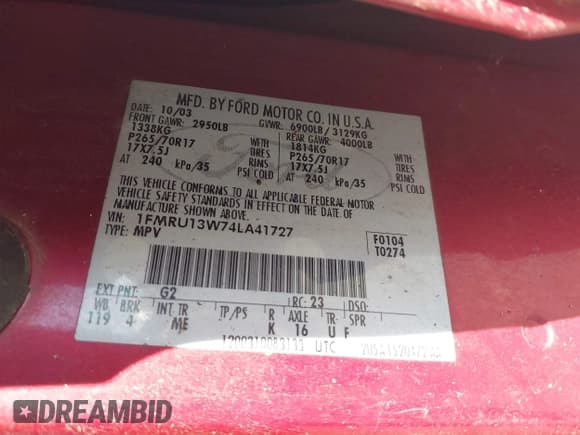 MFD. BY FORD MOTOR CO. IN U.S.A.
DATE: 10/03 GVWR: 6900LB/ 3129KG
FRONT GAWR: 2950LB REAR GAWR: 4000LB
1338KG WITH 1814KG WITH
P265/70R17 TIRES P265/70R17 TIRES
17X7.5J RIMS 17X7.5J RIMS
AT 240 kPa/35 PSI COLD AT 240 kPa/35 PSI COLD
THIS VEHICLE CONFORMS TO ALL APPLICABLE FEDERAL MOTOR
VEHICLE SAFETY STANDARDS IN EFFECT ON THE DATE OF
MANUFACTURE SHOWN ABOVE.
VIN: 1FMRU13W74LA41727
TYPE: MPV
F0104
T0274
EXT PNT: G2 RC: 23 DSO:
WB BRK INT TR TP/PS R AXLE TR SPR
119 4 ME K 16 U F
UTC
DREAMBID